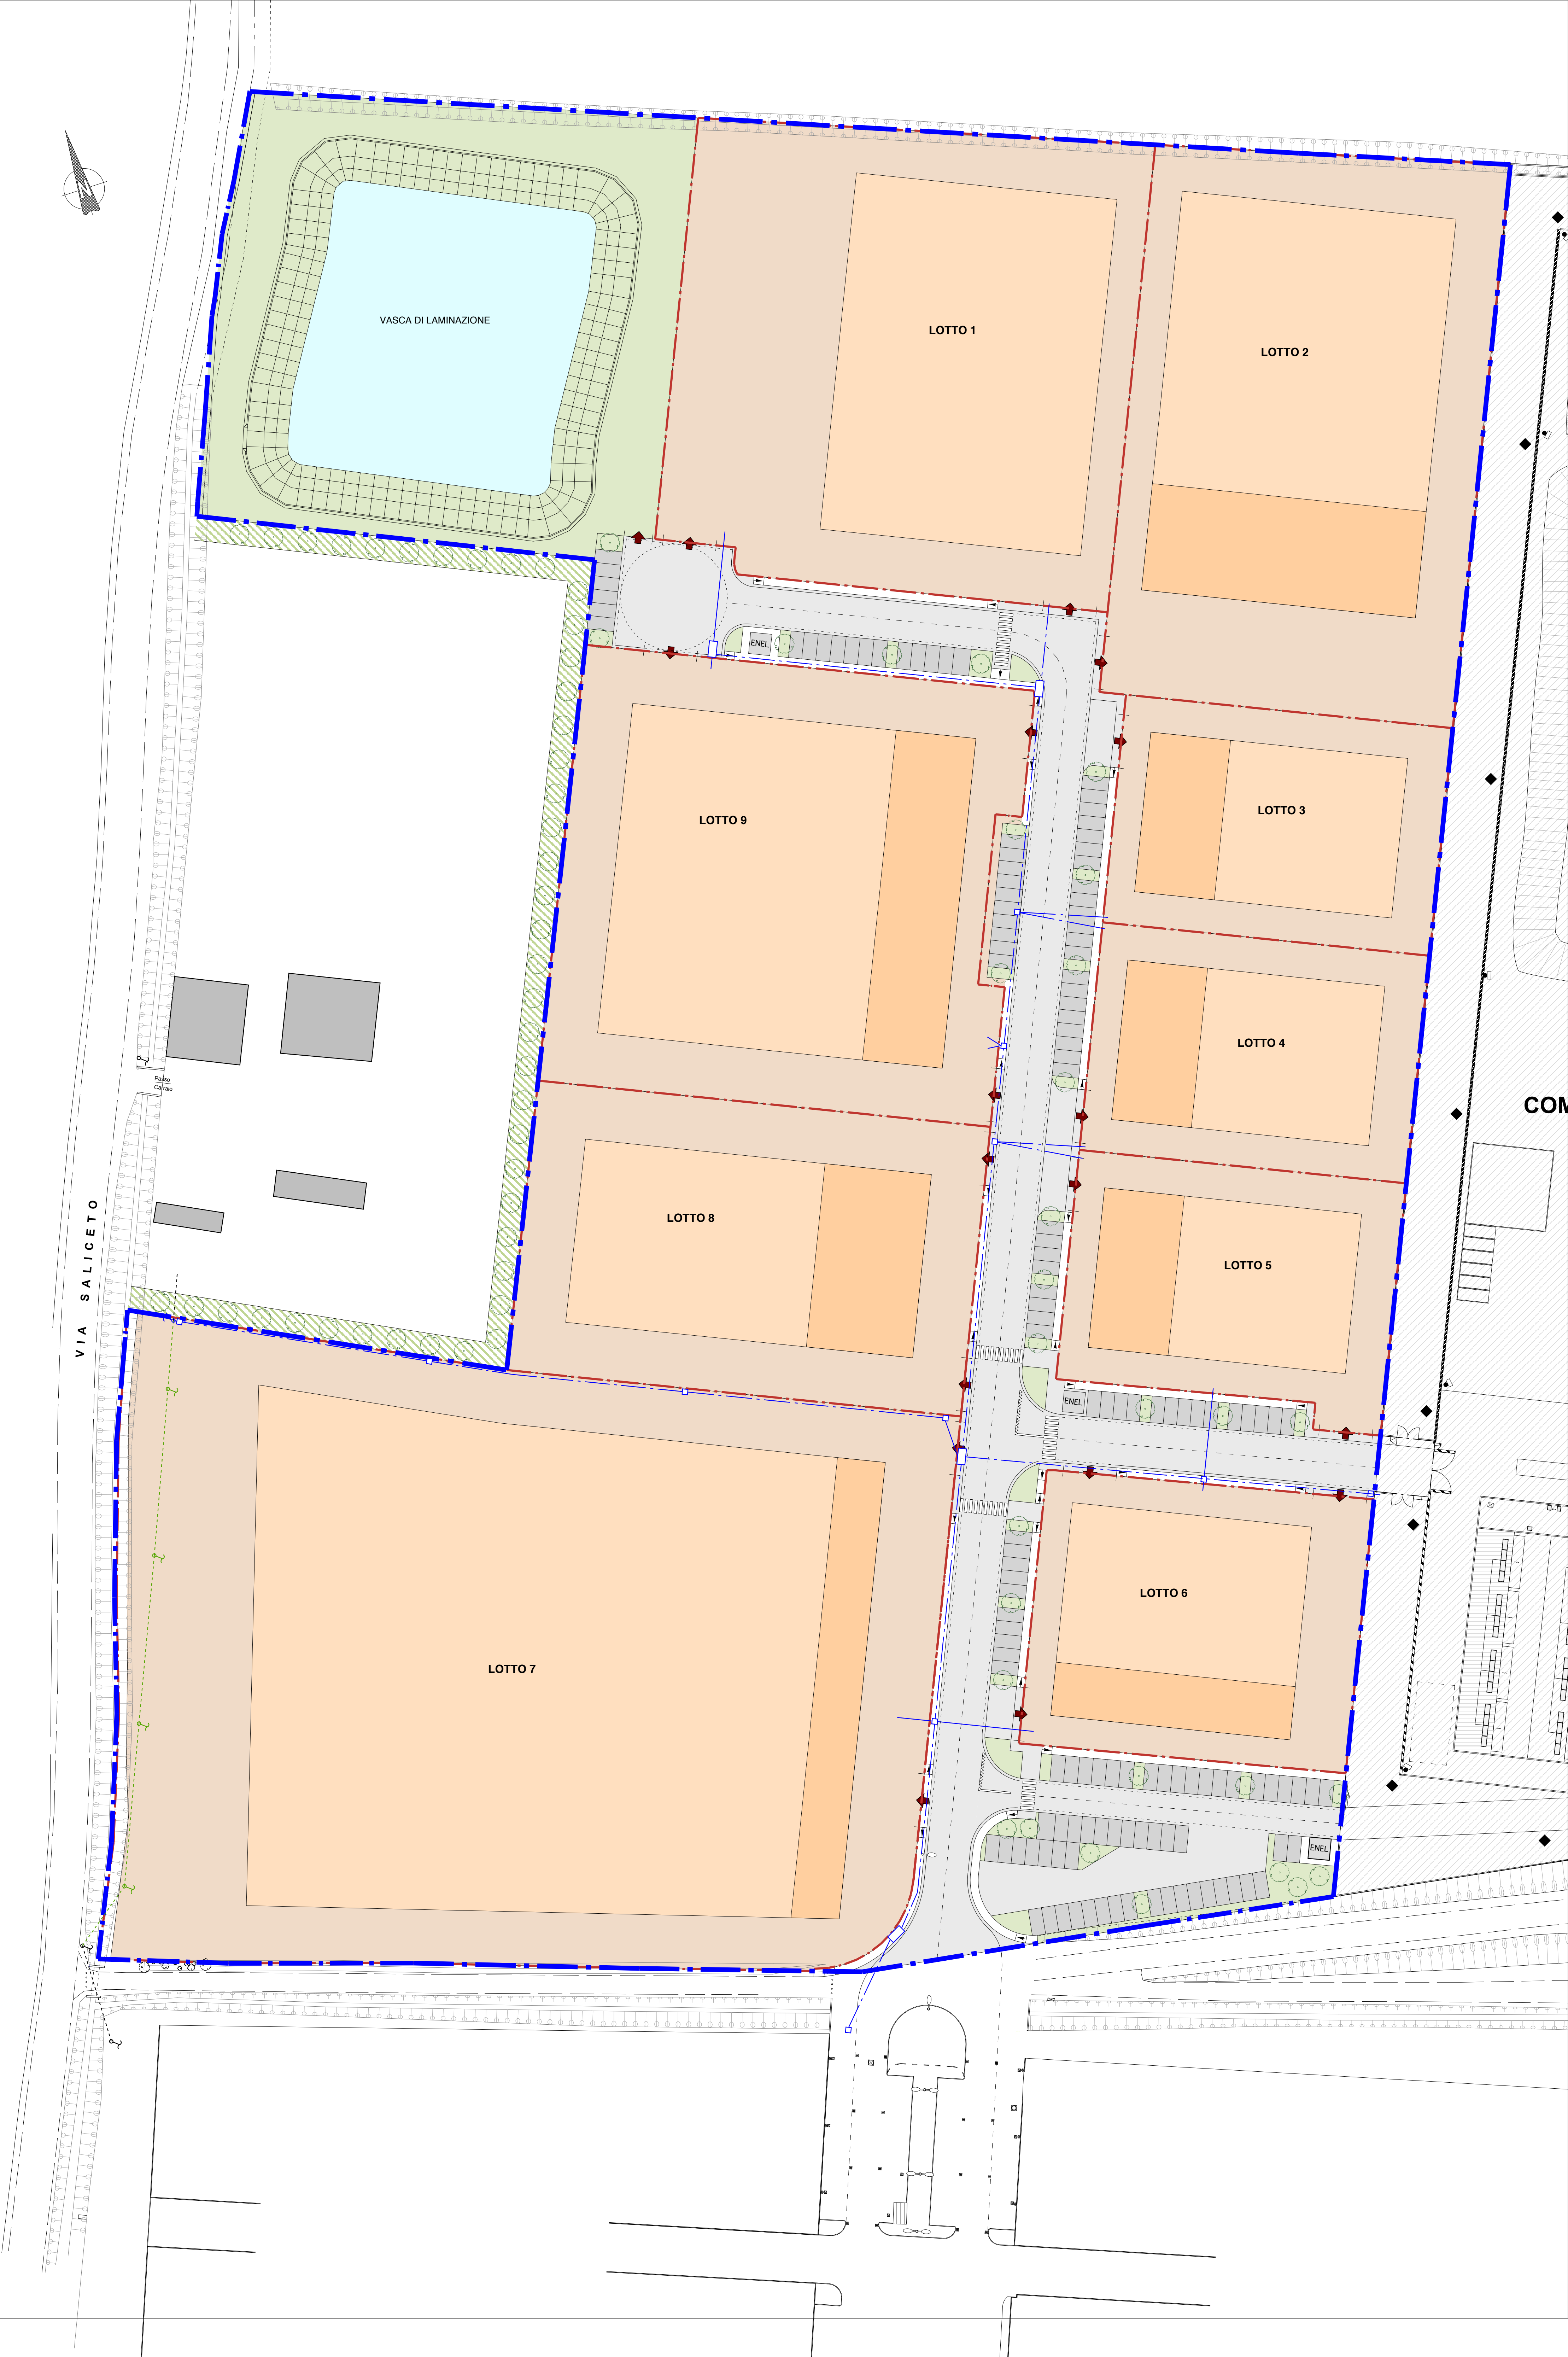 VASCA DI LAMINAZIONE
LOTTO 1
LOTTO 2
N
ENEL
LOTTO 9
LOTTO 3
LOTTO 4
COM
Passo
Carraio
LOTTO 8
LOTTO 5
VIA SALICETO
ENEL
LOTTO 6
LOTTO 7
ENEL